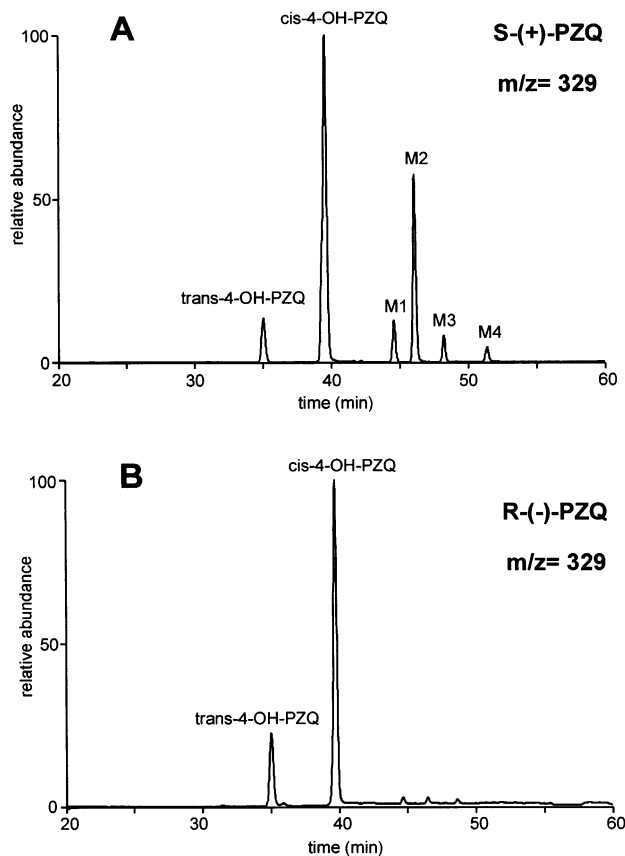 A
cis-4-OH-PZQ
S-(+)-PZQ
m/z= 329
100
M2
50
trans-4-OH-PZQ
M1
M3
M4
0
relative abundance
20
30
40
50
60
time (min)
B
cis-4-OH-PZQ
R-(-)-PZQ
m/z= 329
100
50
trans-4-OH-PZQ
0
relative abundance
20
30
40
50
60
time (min)